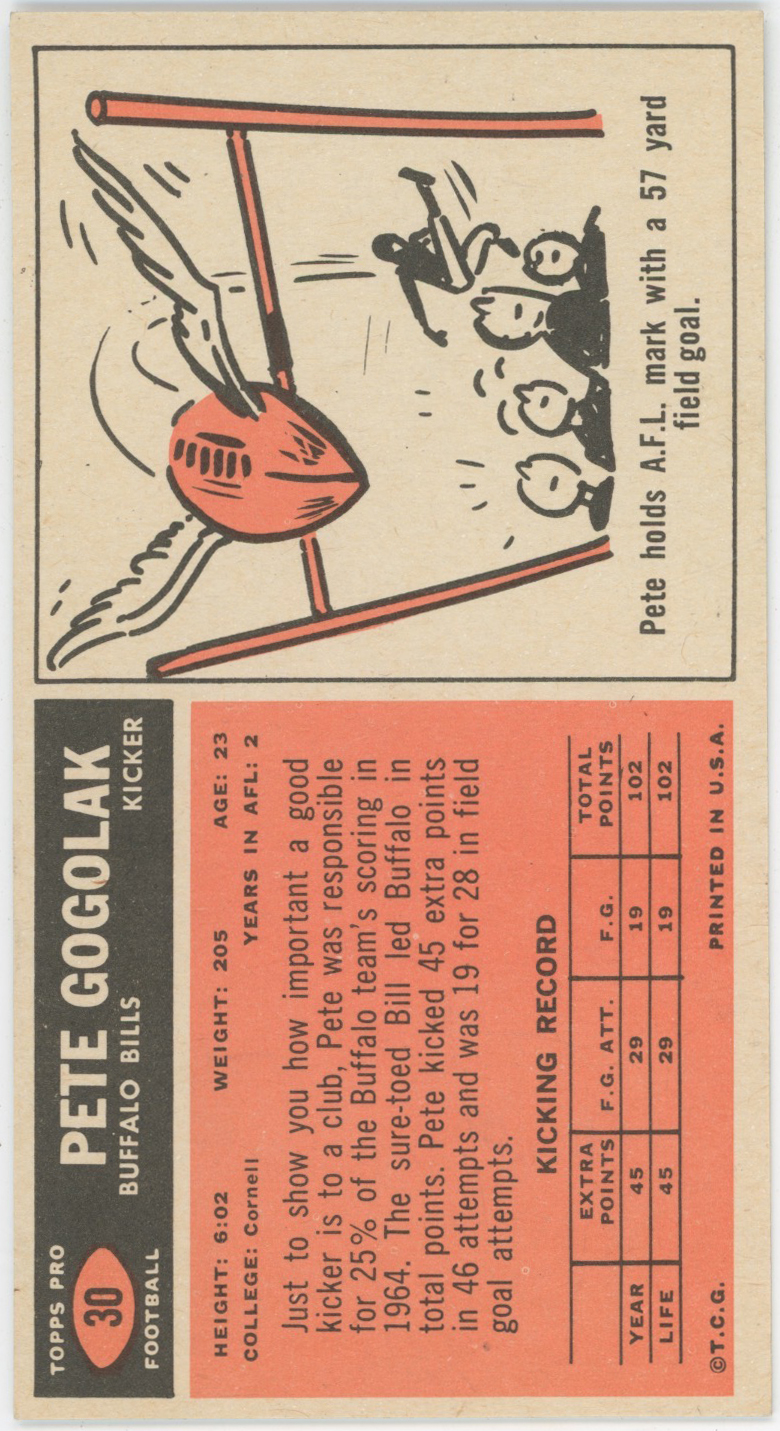 TOPPS PRO
30
FOOTBALL
PETE GOGOLAK
BUFFALO BILLS KICKER
HEIGHT: 6:02 WEIGHT: 205 AGE: 23
COLLEGE: Cornell YEARS IN AFL: 2
Just to show you how important a good
kicker is to a club, Pete was responsible
for 25% of the Buffalo team's scoring in
1964. The sure-toed Bill led Buffalo in
total points. Pete kicked 45 extra points
in 46 attempts and was 19 for 28 in field
goal attempts.
KICKING RECORD
EXTRA POINTS F.G. ATT. F.G. TOTAL POINTS
YEAR 45 29 19 102
LIFE 45 29 19 102
©T.C.G. PRINTED IN U.S.A.
Pete holds A.F.L. mark with a 57 yard
field goal.